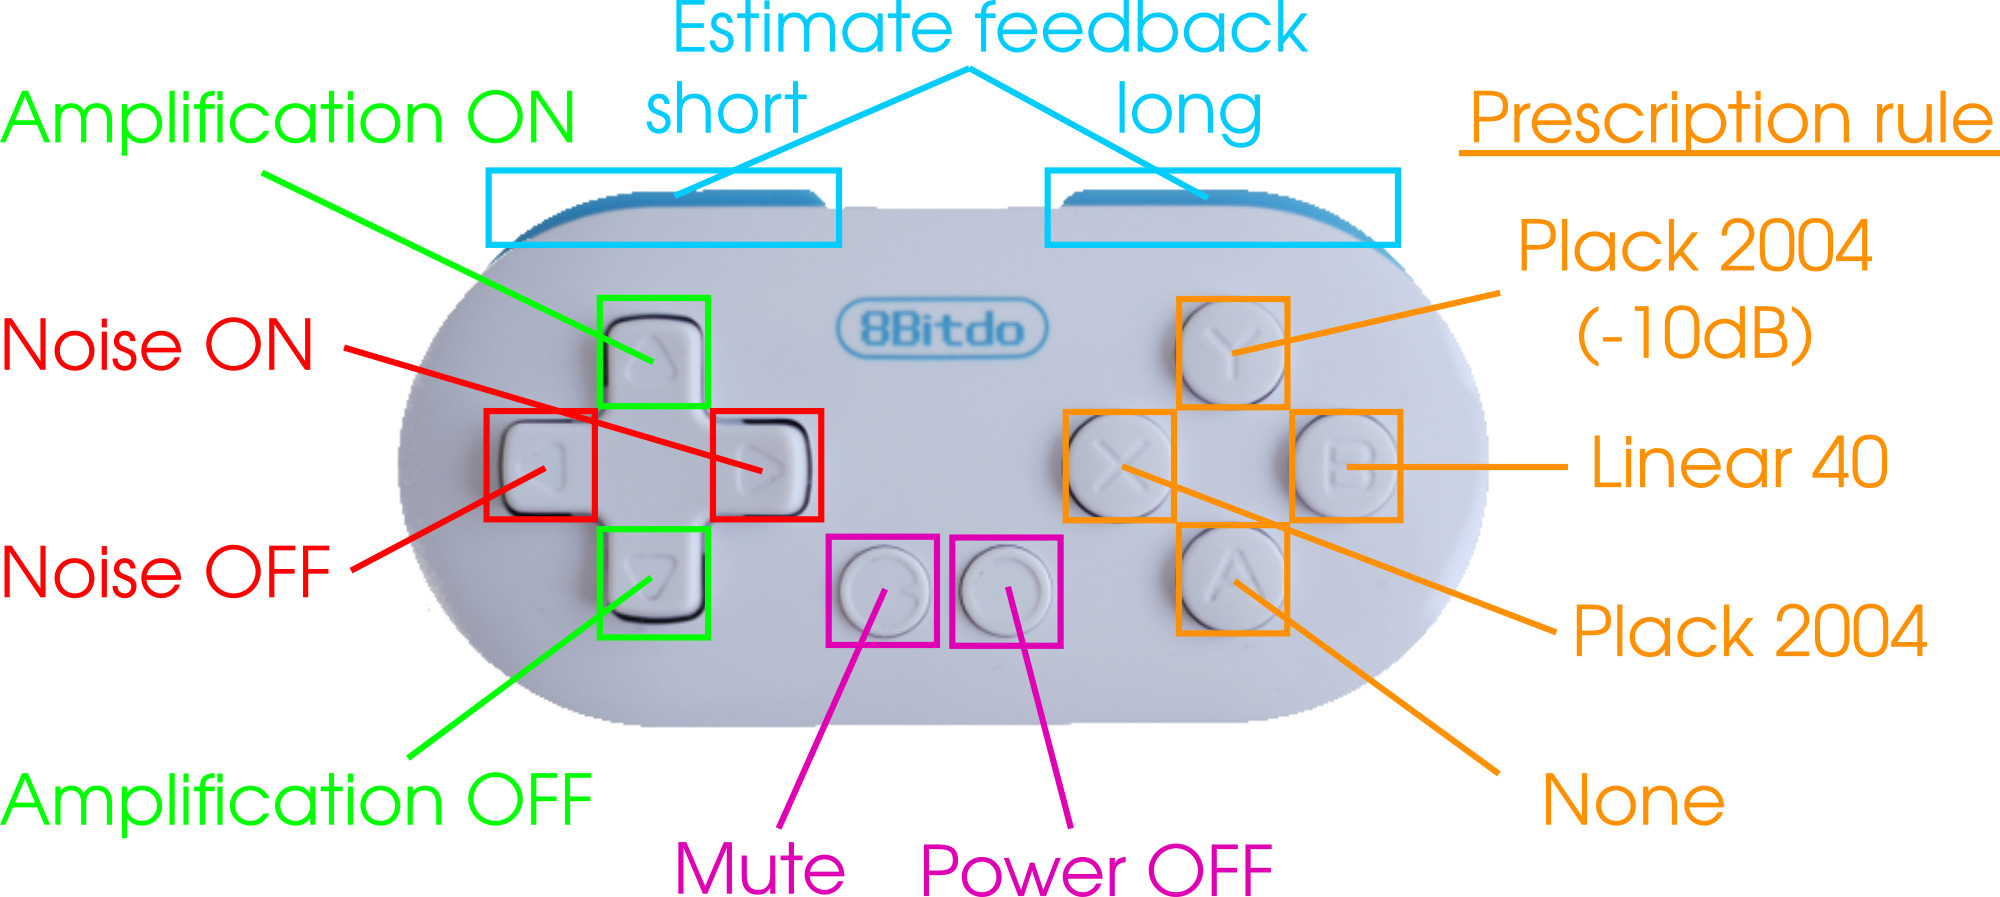 Estimate feedback
short
long
Amplification ON
Prescription rule
Plack 2004
(-10dB)
Noise ON
8Bitdo
Y
X
B
Linear 40
Noise OFF
A
Plack 2004
Amplification OFF
None
Mute
Power OFF